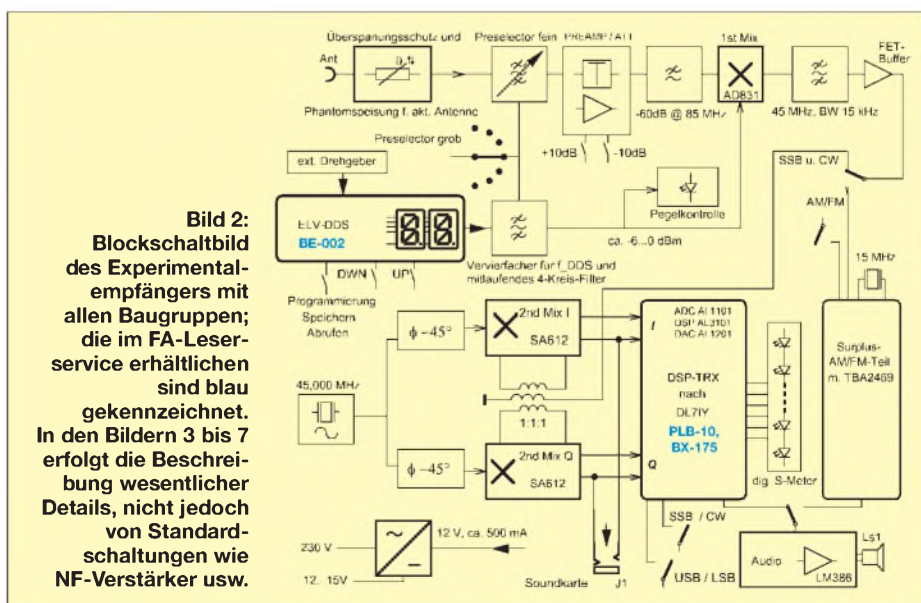 Überspanungsschutz und
Preselector fein
PREAMP / ATT
1st Mix
FET-
Buffer
Ant
AD831
Phantomspeisung f. akt. Antenne
-60dB @ 85 MHz
45 MHz, BW 15 kHz
Preselector grob
+10dB
-10dB
SSB u. CW
ext. Drehgeber
AM/FM
ELV-DDS
BE-002
Pegelkontrolle
ca. -6...0 dBm
15 MHz
DWN
UP
Vervierfacher für f_DDS und
mitlaufendes 4-Kreis-Filter
Programmierung
Speichern
Abrufen
2nd Mix I
SA612
ϕ -45°
I
ADC AL1101
DSP AL3101
DAC AL1201
Surplus-
AM/FM-Teil
m. TBA2469
45,000 MHz
1:1:1
DSP-TRX
nach
DL7IY
PLB-10,
BX-175
ϕ -45°
2nd Mix Q
SA612
Q
dig. S-Meter
SSB / CW
USB / LSB
230 V
12 V, ca. 500 mA
12.. 15V
Soundkarte
J1
Audio
LM386
Ls1
Bild 2:
Blockschaltbild
des Experimental-
empfängers mit
allen Baugruppen;
die im FA-Leser-
service erhältlichen
sind blau
gekennzeichnet.
In den Bildern 3 bis 7
erfolgt die Beschrei-
bung wesentlicher
Details, nicht jedoch
von Standard-
schaltungen wie
NF-Verstärker usw.